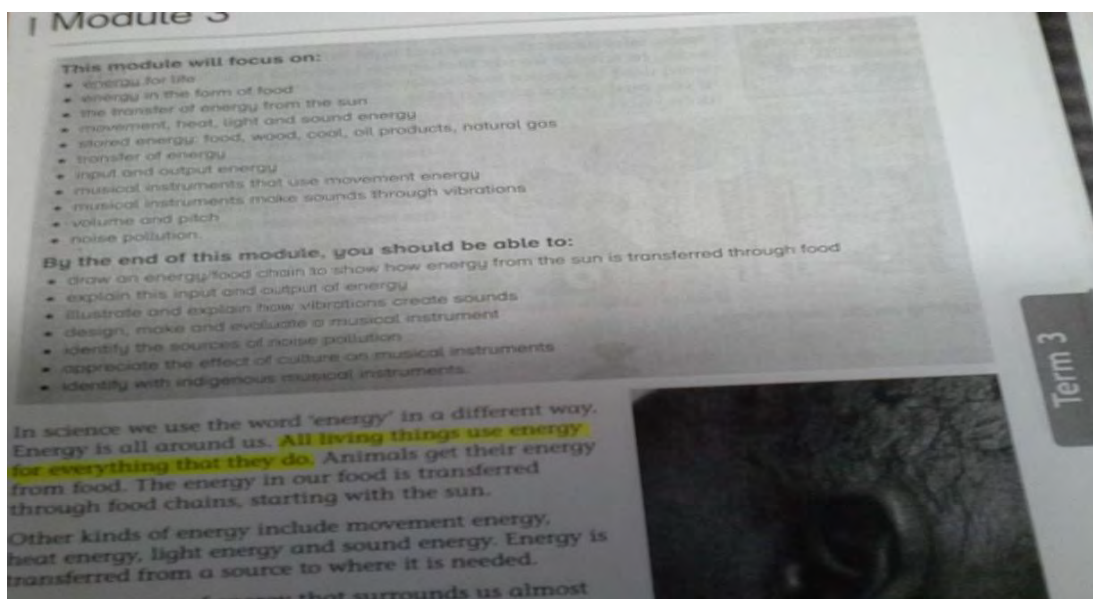 Module 3
This module will focus on:
• energy for life
• energy in the form of food
• the transfer of energy from the sun
• movement, heat, light and sound energy
• stored energy: food, wood, coal, oil products, natural gas
• transfer of energy
• input and output energy
• musical instruments that use movement energy
• musical instruments make sounds through vibrations
• volume and pitch
• noise pollution.
By the end of this module, you should be able to:
• draw an energy/food chain to show how energy from the sun is transferred through food
• explain this input and output of energy
• illustrate and explain how vibrations create sounds
• design, make and evaluate a musical instrument
• identify the sources of noise pollution
• appreciate the effect of culture on musical instruments
• identify with indigenous musical instruments.
Term 3
In science we use the word 'energy' in a different way.
Energy is all around us. All living things use energy
for everything that they do. Animals get their energy
from food. The energy in our food is transferred
through food chains, starting with the sun.
Other kinds of energy include movement energy,
heat energy, light energy and sound energy. Energy is
transferred from a source to where it is needed.
that surrounds us almost